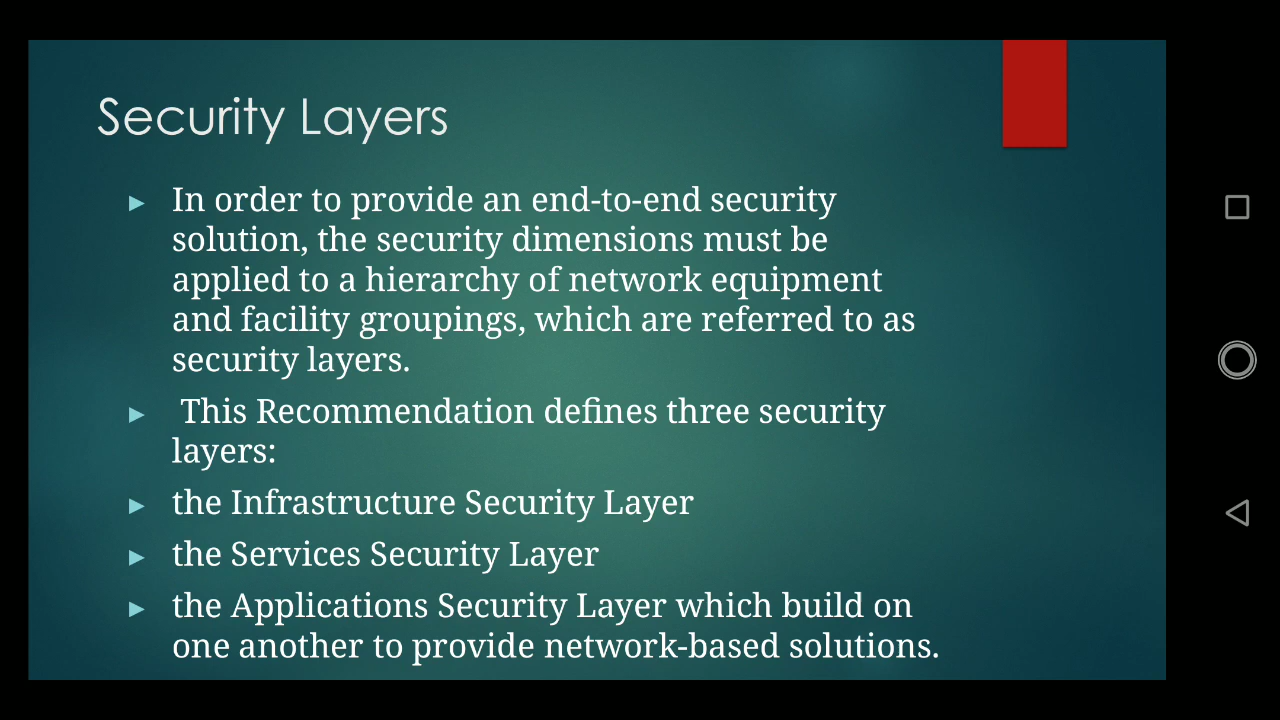 Security Layers
In order to provide an end-to-end security
solution, the security dimensions must be
applied to a hierarchy of network equipment
and facility groupings, which are referred to as
security layers.
This Recommendation defines three security
layers:
the Infrastructure Security Layer
the Services Security Layer
the Applications Security Layer which build on
one another to provide network-based solutions.